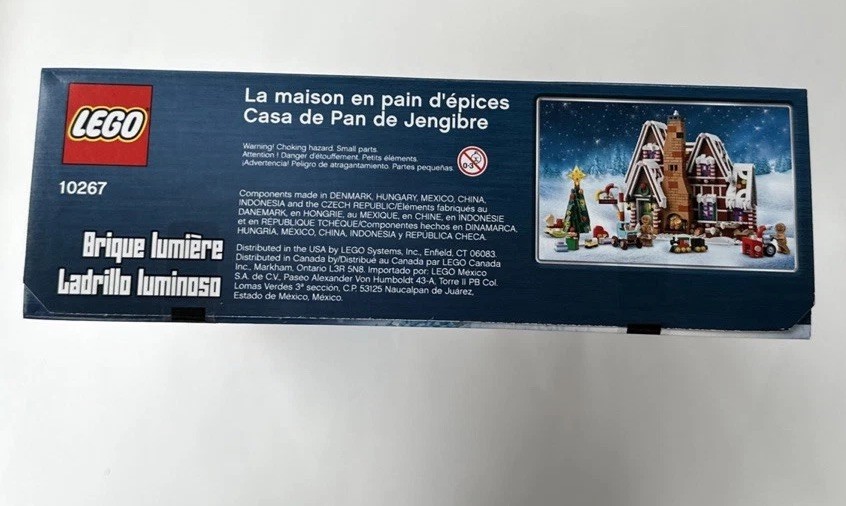 LEGO
10267
Brique lumière
Ladrillo luminoso
La maison en pain d'épices
Casa de Pan de Jengibre
Warning! Choking hazard. Small parts.
Attention ! Danger d'étouffement. Petits éléments.
¡Advertencia! Peligro de atragantamiento. Partes pequeñas.
0-3
Components made in DENMARK, HUNGARY, MEXICO, CHINA,
INDONESIA and the CZECH REPUBLIC/Éléments fabriqués au
DANEMARK, en HONGRIE, au MEXIQUE, en CHINE, en INDONÉSIE
et en RÉPUBLIQUE TCHÈQUE/Componentes hechos en DINAMARCA,
HUNGRÍA, MÉXICO, CHINA, INDONESIA y REPÚBLICA CHECA.
Distributed in the USA by LEGO Systems, Inc., Enfield, CT 06083.
Distributed in Canada by/Distribué au Canada par LEGO Canada
Inc., Markham, Ontario L3R 5N8. Importado por: LEGO México
S.A. de C.V., Paseo Alexander Von Humboldt 43-A, Torre II PB Col.
Lomas Verdes 3ª sección, C.P. 53125 Naucalpan de Juárez,
Estado de México, México.